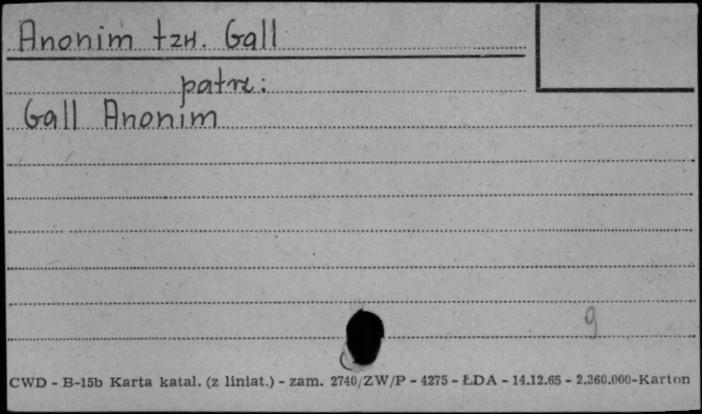 Anonim tzn. Gall
patrz:
Gall Anonim
9
CWD - B-15b Karta katal. (z liniat.) - zam. 2740/ZW/P - 4275 - ŁDA - 14.12.65 - 2.360.000-Karton